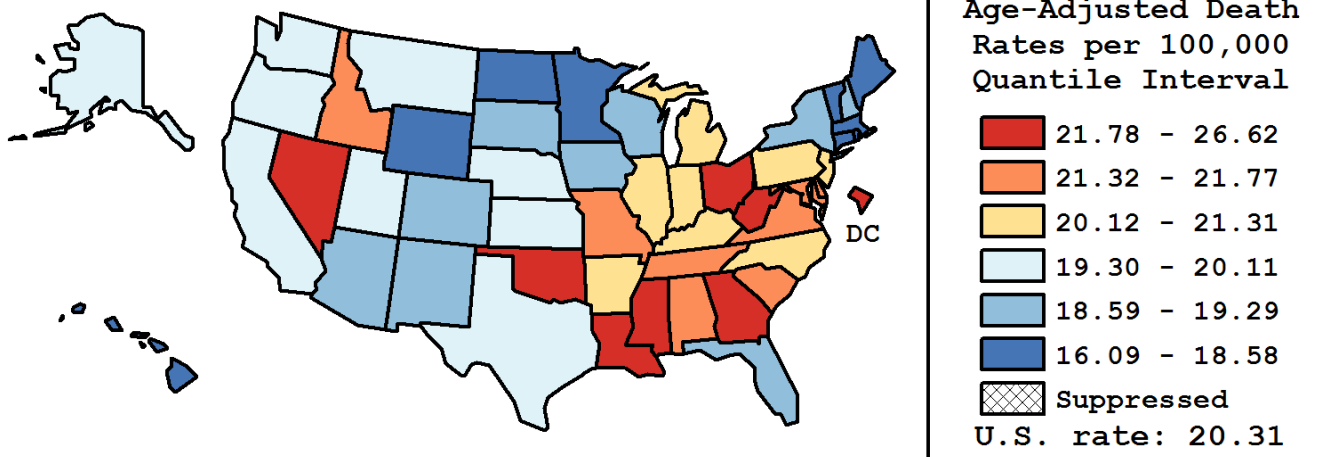 DC
Age-Adjusted Death
Rates per 100,000
Quantile Interval
21.78 - 26.62
21.32 - 21.77
20.12 - 21.31
19.30 - 20.11
18.59 - 19.29
16.09 - 18.58
Suppressed
U.S. rate: 20.31